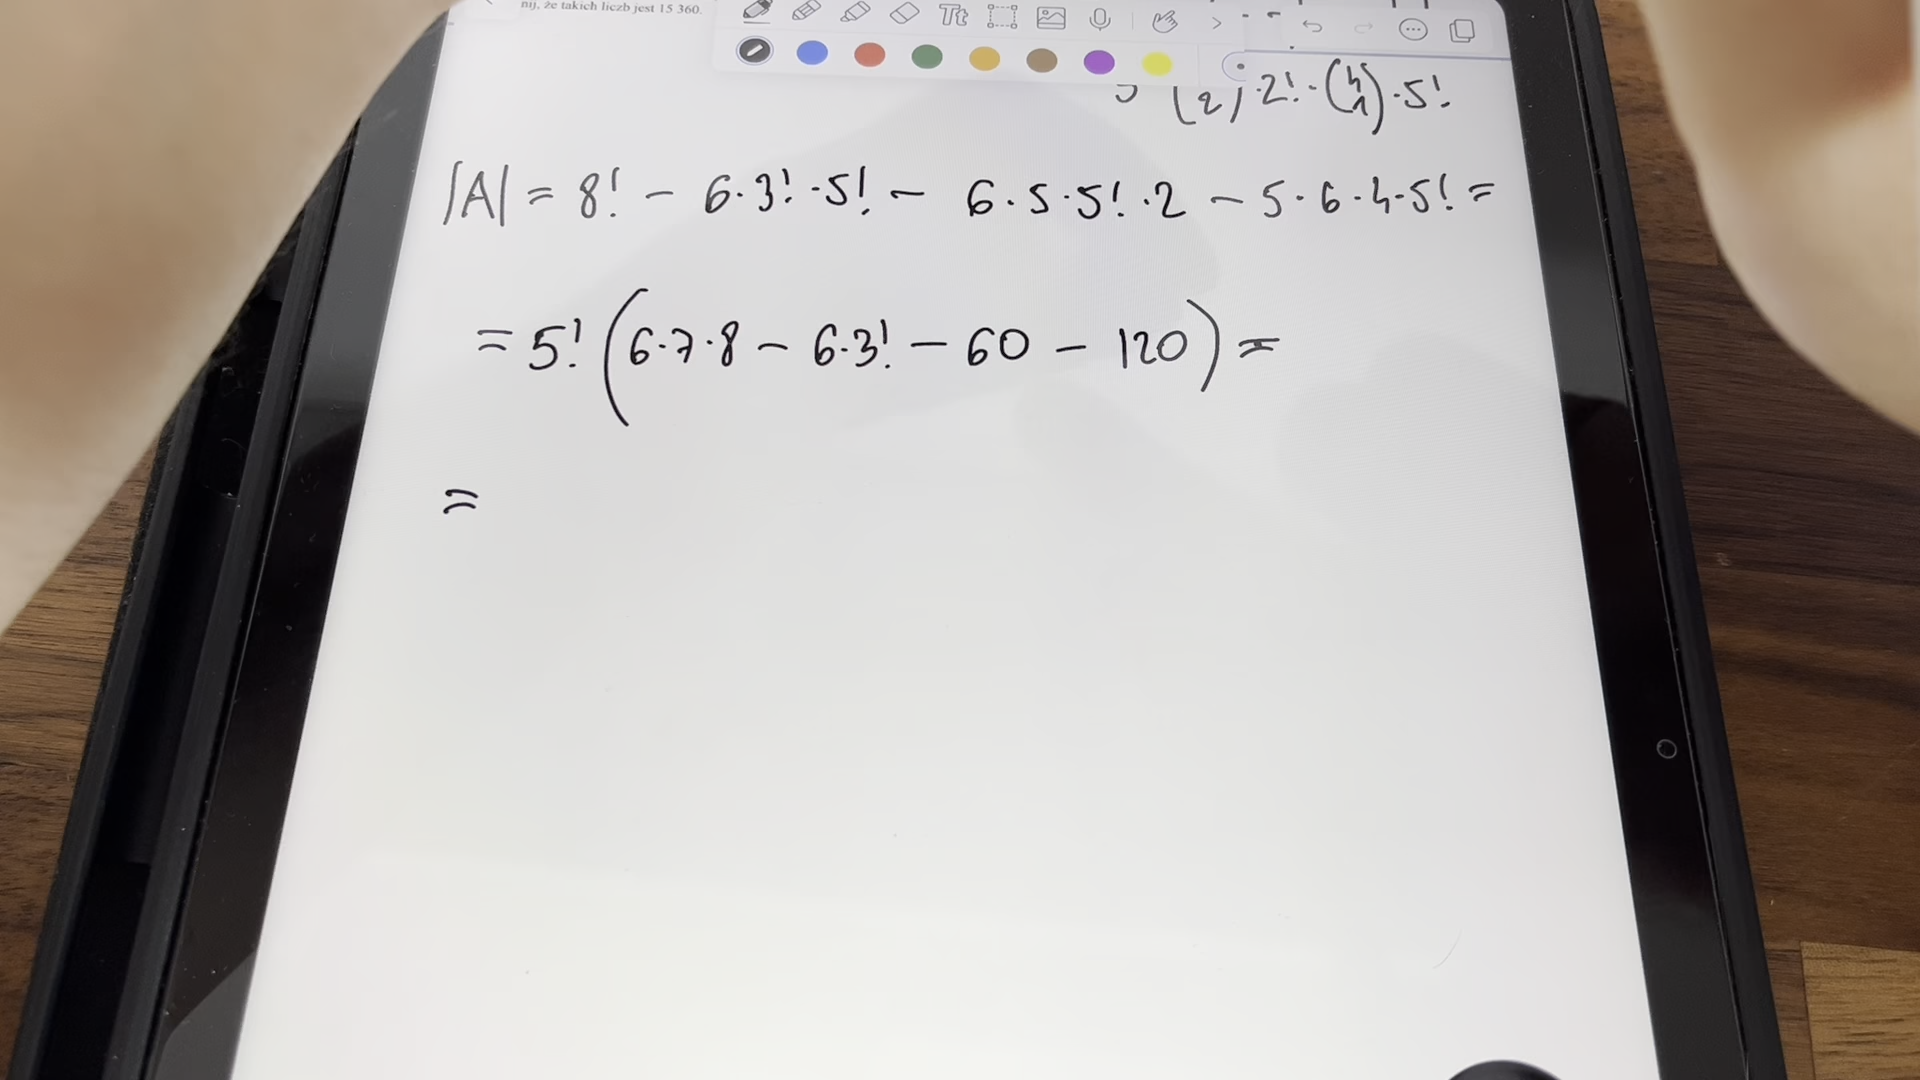 nij, że takich liczb jest 15 360.
Tt
(2) · 2! · (4 1) · 5!
|A| = 8! − 6·3!·5! − 6·5·5!·2 − 5·6·4·5! =
= 5! (6·7·8 − 6·3! − 60 − 120) =
=